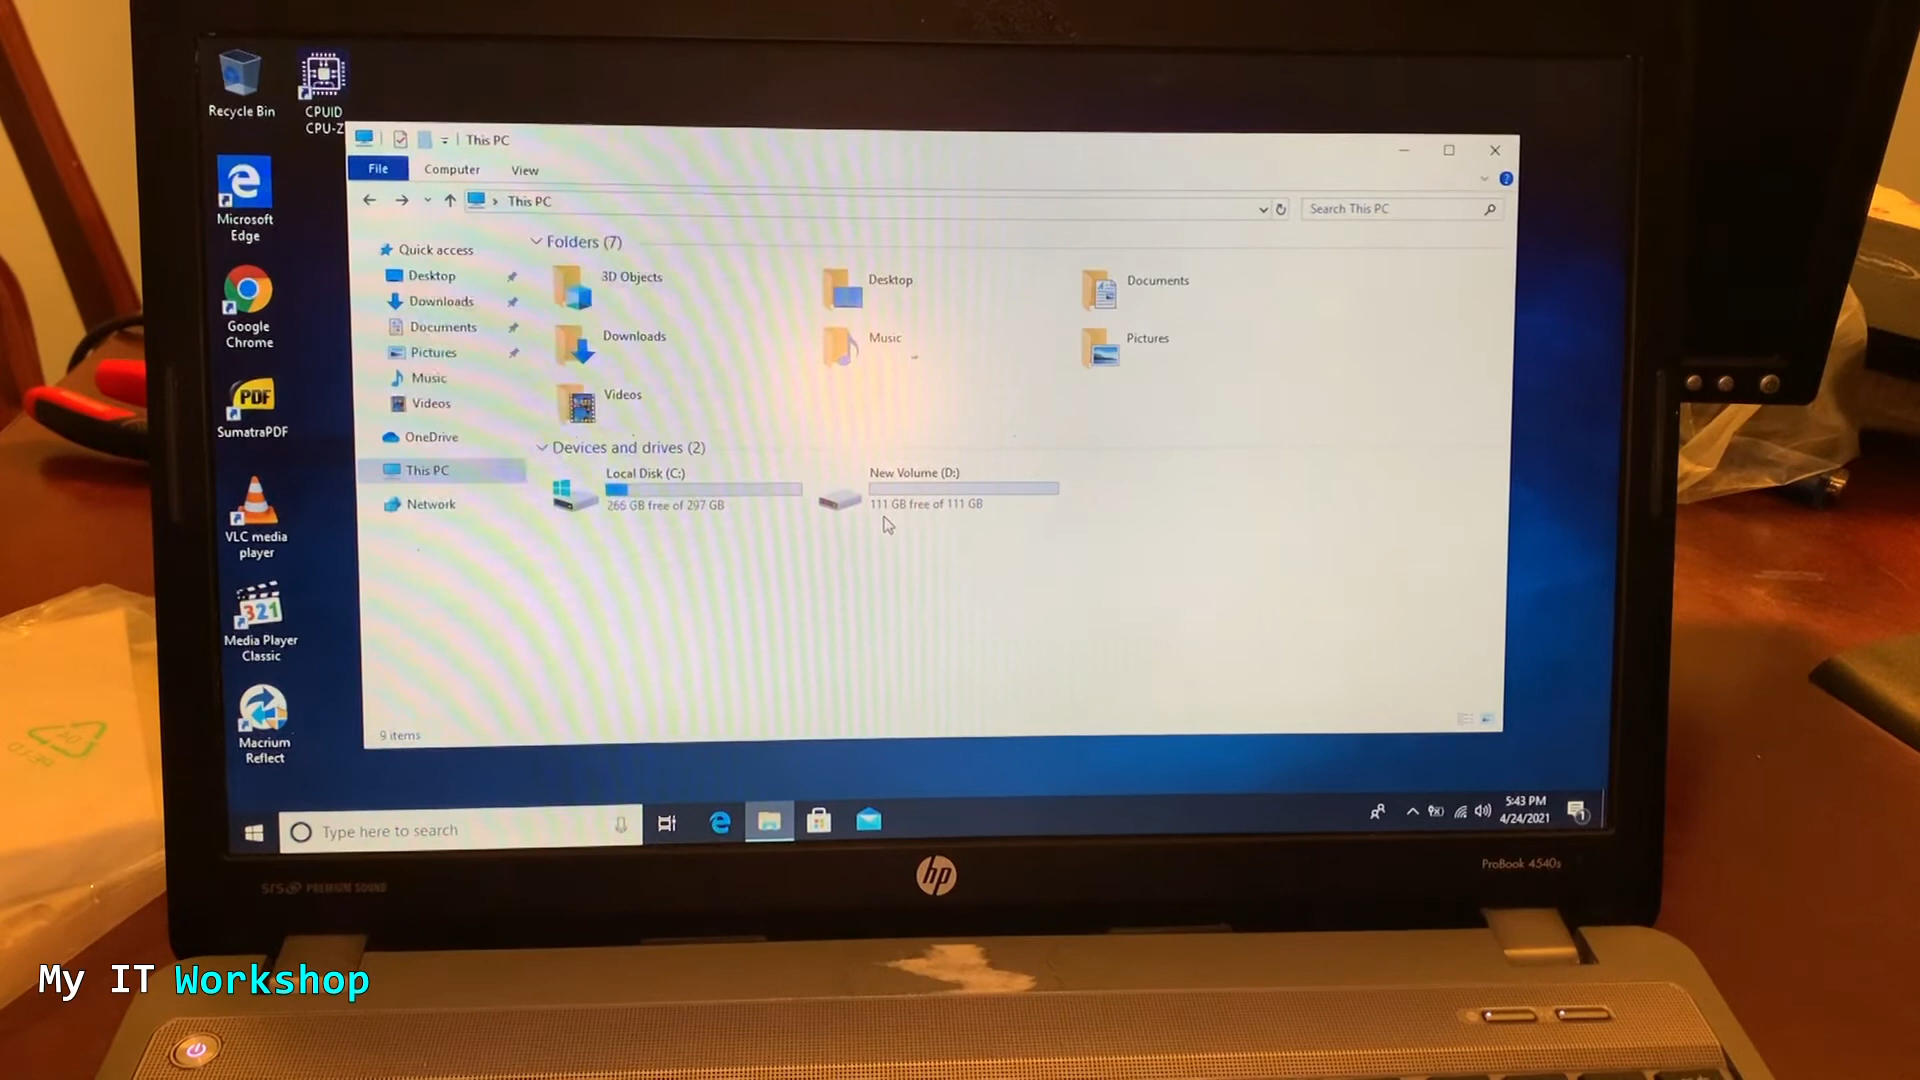 Recycle Bin
CPUID
CPU-Z
This PC
File
Computer
View
This PC
Search This PC
Microsoft
Edge
Google
Chrome
PDF
SumatraPDF
VLC media
player
321
Media Player
Classic
Macrium
Reflect
Quick access
Desktop
Downloads
Documents
Pictures
Music
Videos
OneDrive
This PC
Network
Folders (7)
3D Objects
Desktop
Documents
Downloads
Music
Pictures
Videos
Devices and drives (2)
Local Disk (C:)
266 GB free of 297 GB
New Volume (D:)
111 GB free of 111 GB
9 items
Type here to search
5:43 PM
4/24/2021
1
SRS PREMIUM SOUND
hp
ProBook 4540s
My IT Workshop